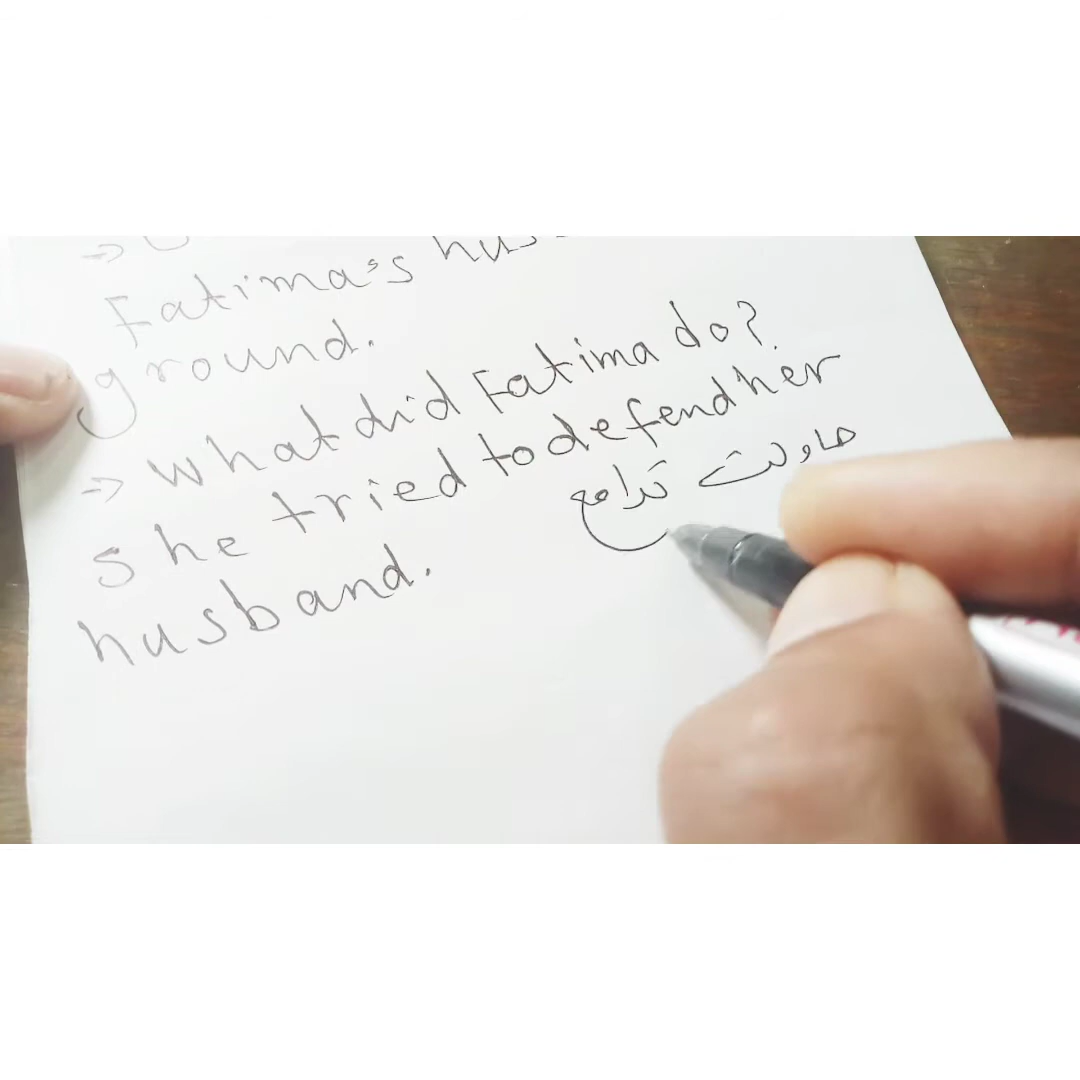 Fatima's
ground.
-> What did Fatima do?
she tried to defend her
husband.
حاولت تدافع